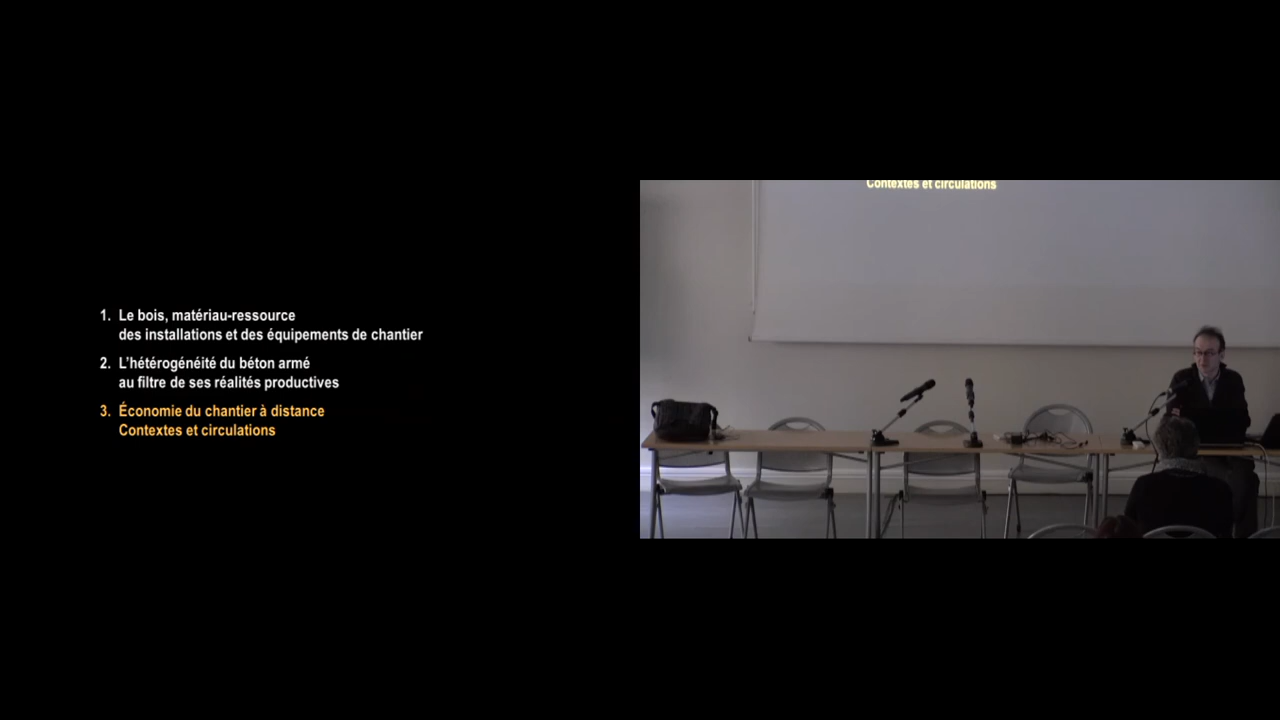 1. Le bois, matériau-ressource
des installations et des équipements de chantier
2. L'hétérogénéité du béton armé
au filtre de ses réalités productives
3. Économie du chantier à distance
Contextes et circulations
Contextes et circulations